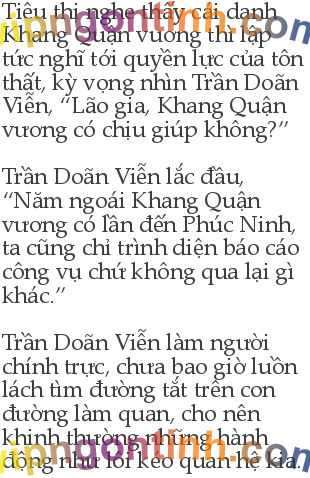 Tiêu thị nghe thấy cái danh
Khang Quận vương thì lập
tức nghĩ tới quyền lực của tôn
thất, kỳ vọng nhìn Trần Doãn
Viễn, “Lão gia, Khang Quận
vương có chịu giúp không?”
Trần Doãn Viễn lắc đầu,
“Năm ngoái Khang Quận
vương có lần đến Phúc Ninh,
ta cũng chỉ trình diện báo cáo
công vụ chứ không qua lại gì
khác.”
Trần Doãn Viễn làm người
chính trực, chưa bao giờ luồn
lách tìm đường tắt trên con
đường làm quan, cho nên
khinh thường những hành
động như lôi kéo quan hệ kia.